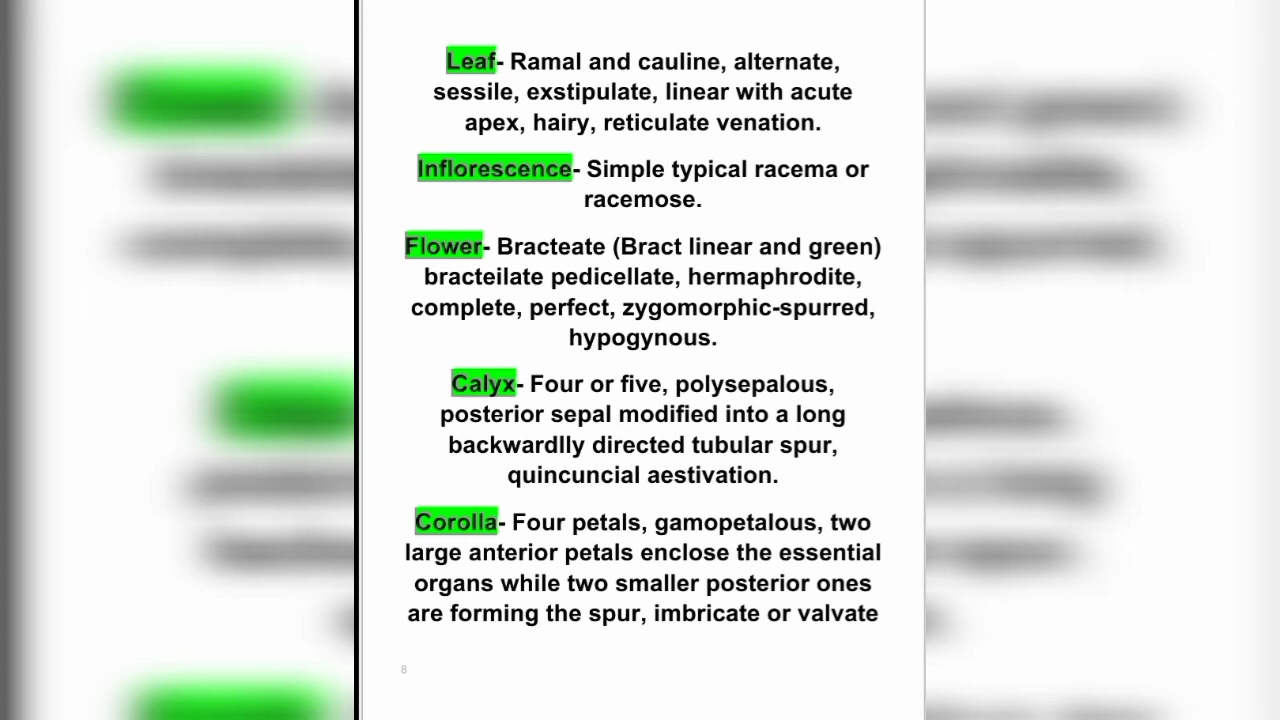 Leaf- Ramal and cauline, alternate,
sessile, exstipulate, linear with acute
apex, hairy, reticulate venation.
Inflorescence- Simple typical racema or
racemose.
Flower- Bracteate (Bract linear and green)
bracteilate pedicellate, hermaphrodite,
complete, perfect, zygomorphic-spurred,
hypogynous.
Calyx- Four or five, polysepalous,
posterior sepal modified into a long
backwardlly directed tubular spur,
quincuncial aestivation.
Corolla- Four petals, gamopetalous, two
large anterior petals enclose the essential
organs while two smaller posterior ones
are forming the spur, imbricate or valvate
8